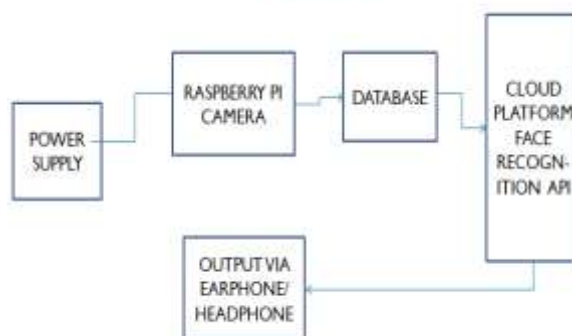 POWER
SUPPLY
RASPBERRY PI
CAMERA
DATABASE
CLOUD
PLATFORM
FACE
RECOGN-
ITION API
OUTPUT VIA
EARPHONE/
HEADPHONE